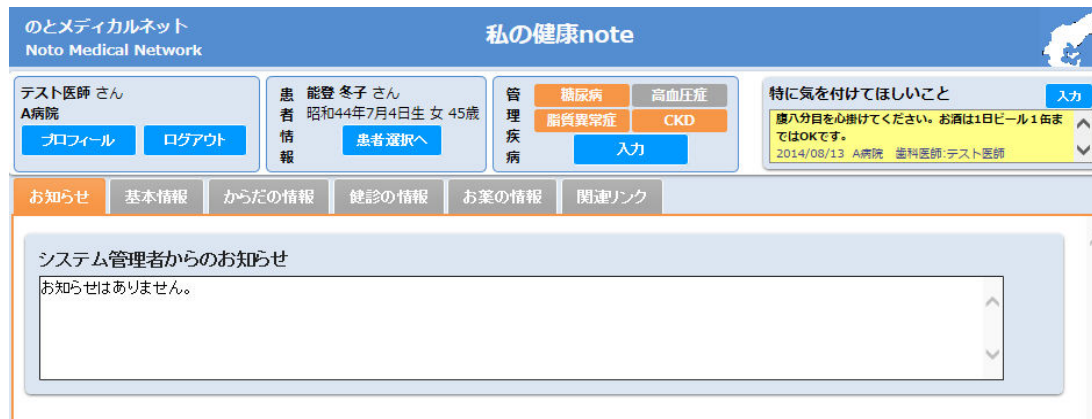 のとメディカルネット
Noto Medical Network
私の健康note
テスト医師 さん
A病院
プロフィール ログアウト
患者情報
能登 冬子 さん
昭和44年7月4日生 女 45歳
患者選択へ
管理疾病
糖尿病 高血圧症
脂質異常症 CKD
入力
特に気を付けてほしいこと 入力
腹八分目を心掛けてください。お酒は1日ビール1缶ま
ではOKです。
2014/08/13 A病院 歯科医師:テスト医師
お知らせ 基本情報 からだの情報 健診の情報 お薬の情報 関連リンク
システム管理者からのお知らせ
お知らせはありません。